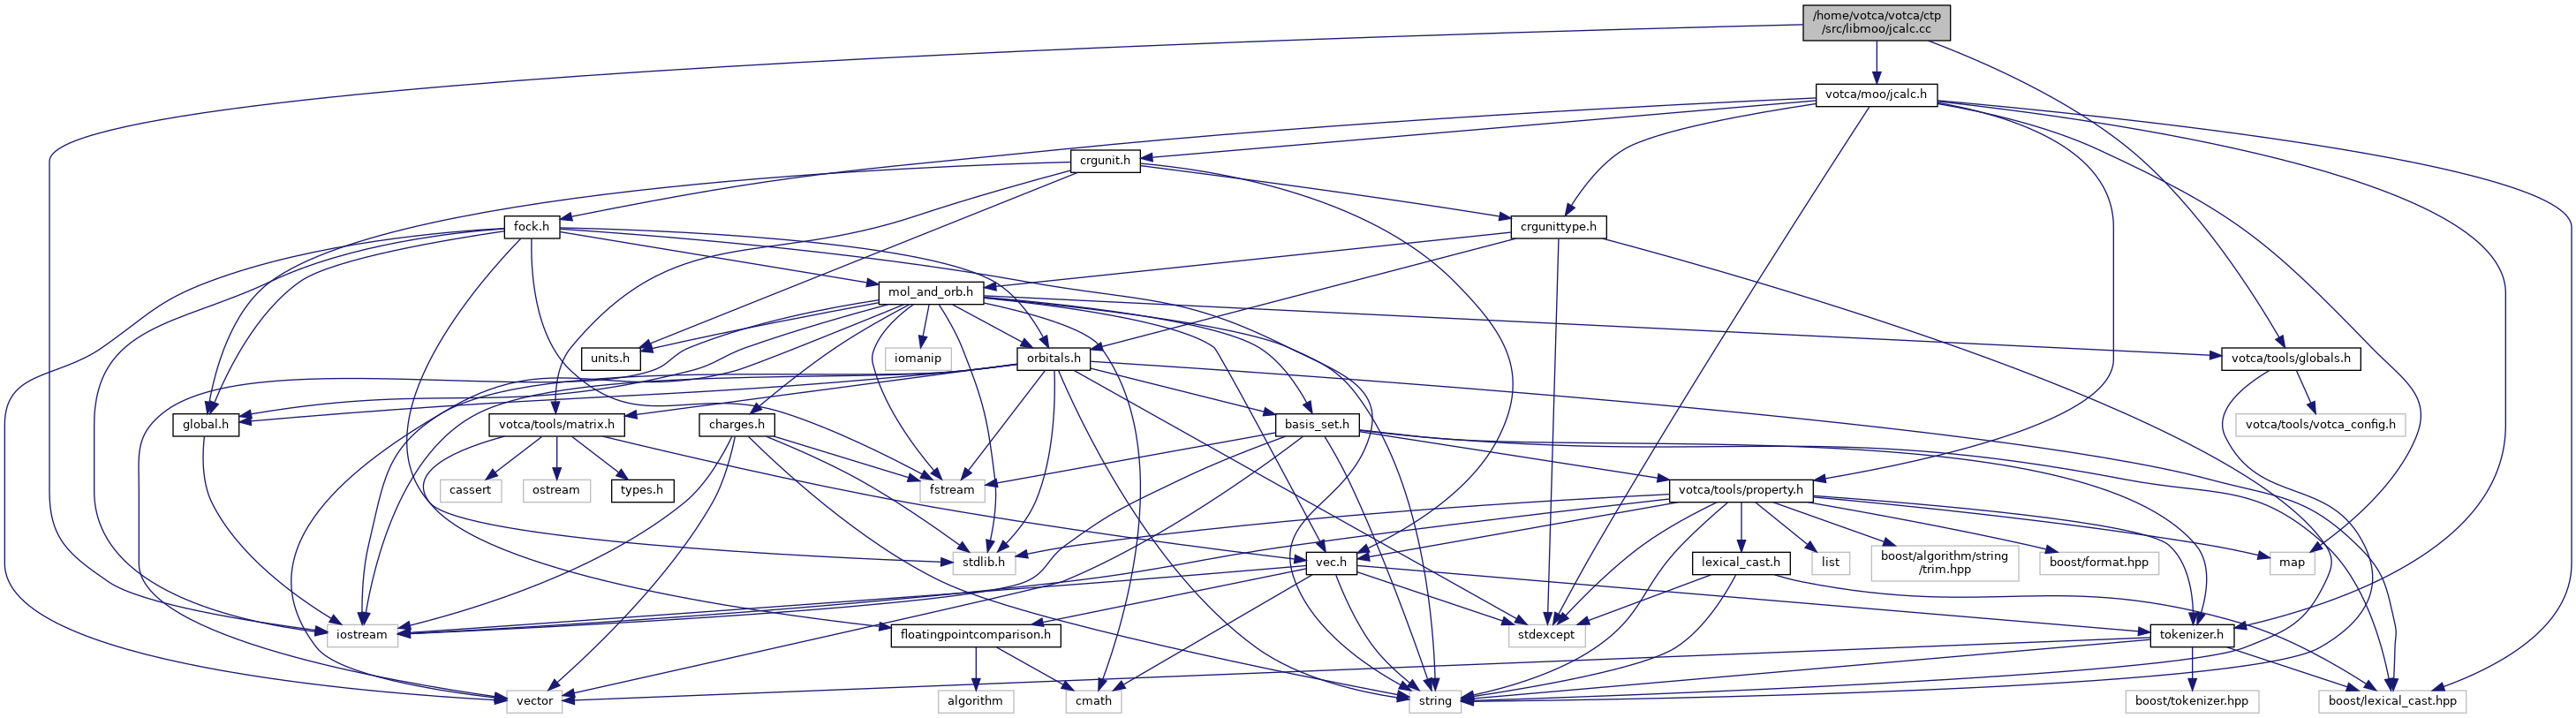 /home/votca/votca/ctp
/src/libmoo/jcalc.cc
votca/moo/jcalc.h
crgunit.h
fock.h
crgunittype.h
mol_and_orb.h
units.h
iomanip
orbitals.h
votca/tools/globals.h
global.h
votca/tools/matrix.h
charges.h
basis_set.h
votca/tools/votca_config.h
cassert
ostream
types.h
fstream
votca/tools/property.h
stdlib.h
vec.h
lexical_cast.h
list
boost/algorithm/string
/trim.hpp
boost/format.hpp
map
iostream
floatingpointcomparison.h
stdexcept
tokenizer.h
vector
algorithm
cmath
string
boost/tokenizer.hpp
boost/lexical_cast.hpp